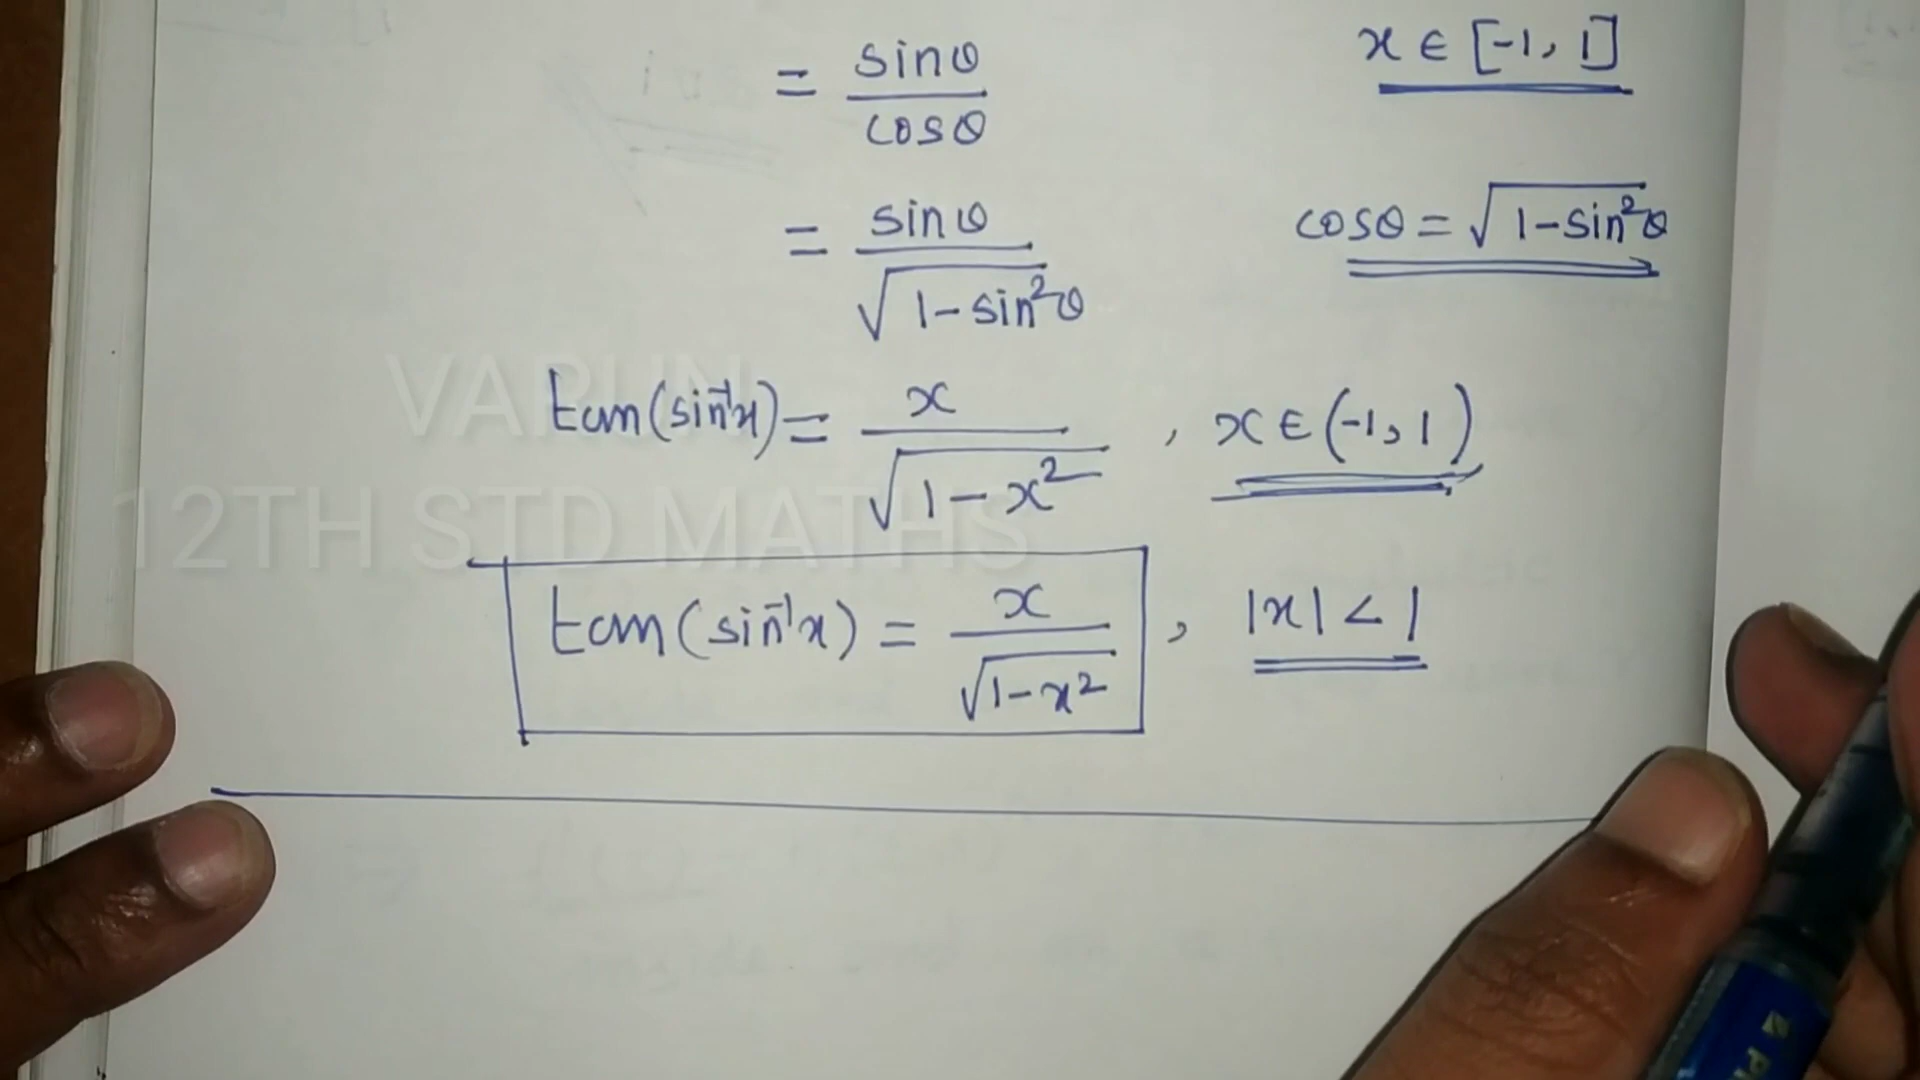 = sinθ / cosθ
x ∈ [-1, 1]
= sinθ / √(1-sin²θ)
cosθ = √(1-sin²θ)
tan(sin⁻¹x) = x / √(1-x²) , x ∈ (-1, 1)
tan(sin⁻¹x) = x / √(1-x²) , |x| < 1
VARUN
12TH STD MATHS